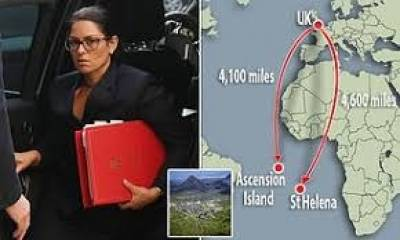 UK
4,100 miles
4,600 miles
Ascension
Island
St Helena